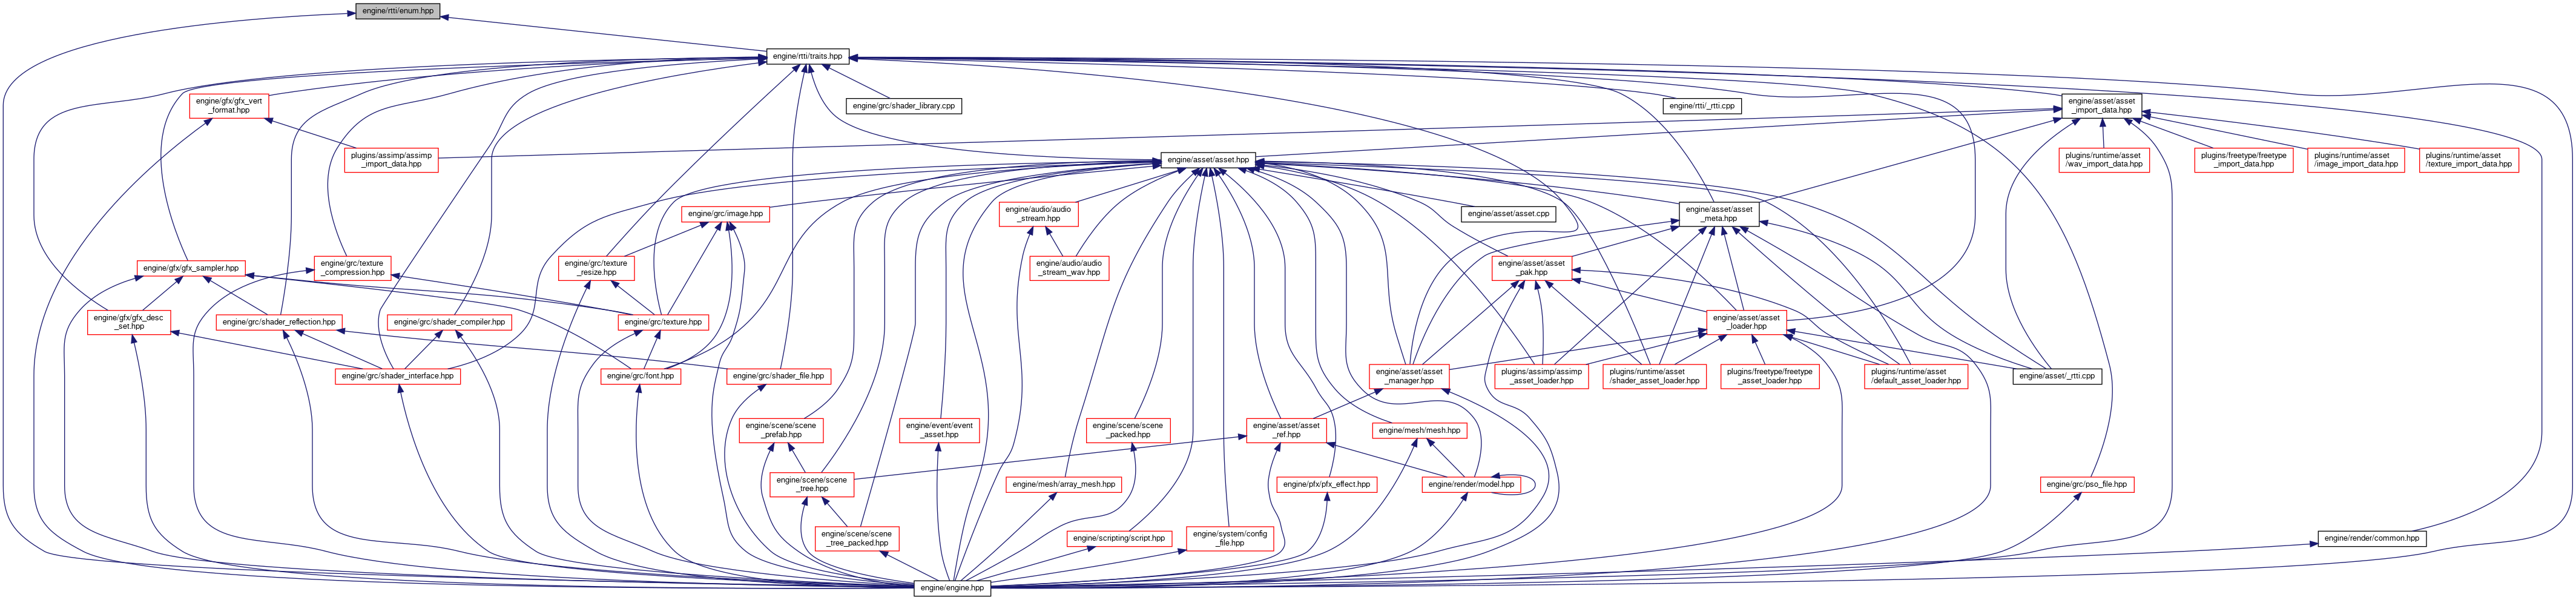 engine/rtti/enum.hpp
engine/rtti/traits.hpp
engine/gfx/gfx_vert
_format.hpp
engine/grc/shader_library.cpp
engine/rtti/_rtti.cpp
engine/asset/asset
_import_data.hpp
plugins/assimp/assimp
_import_data.hpp
engine/asset/asset.hpp
plugins/runtime/asset
/wav_import_data.hpp
plugins/freetype/freetype
_import_data.hpp
plugins/runtime/asset
/image_import_data.hpp
plugins/runtime/asset
/texture_import_data.hpp
engine/grc/image.hpp
engine/audio/audio
_stream.hpp
engine/asset/asset.cpp
engine/asset/asset
_meta.hpp
engine/gfx/gfx_sampler.hpp
engine/grc/texture
_compression.hpp
engine/grc/texture
_resize.hpp
engine/audio/audio
_stream_wav.hpp
engine/asset/asset
_pak.hpp
engine/gfx/gfx_desc
_set.hpp
engine/grc/shader_reflection.hpp
engine/grc/shader_compiler.hpp
engine/grc/texture.hpp
engine/asset/asset
_loader.hpp
engine/grc/shader_interface.hpp
engine/grc/font.hpp
engine/grc/shader_file.hpp
engine/asset/asset
_manager.hpp
plugins/assimp/assimp
_asset_loader.hpp
plugins/runtime/asset
/shader_asset_loader.hpp
plugins/freetype/freetype
_asset_loader.hpp
plugins/runtime/asset
/default_asset_loader.hpp
engine/asset/_rtti.cpp
engine/scene/scene
_prefab.hpp
engine/event/event
_asset.hpp
engine/scene/scene
_packed.hpp
engine/asset/asset
_ref.hpp
engine/mesh/mesh.hpp
engine/scene/scene
_tree.hpp
engine/mesh/array_mesh.hpp
engine/pfx/pfx_effect.hpp
engine/render/model.hpp
engine/grc/pso_file.hpp
engine/scene/scene
_tree_packed.hpp
engine/scripting/script.hpp
engine/system/config
_file.hpp
engine/render/common.hpp
engine/engine.hpp